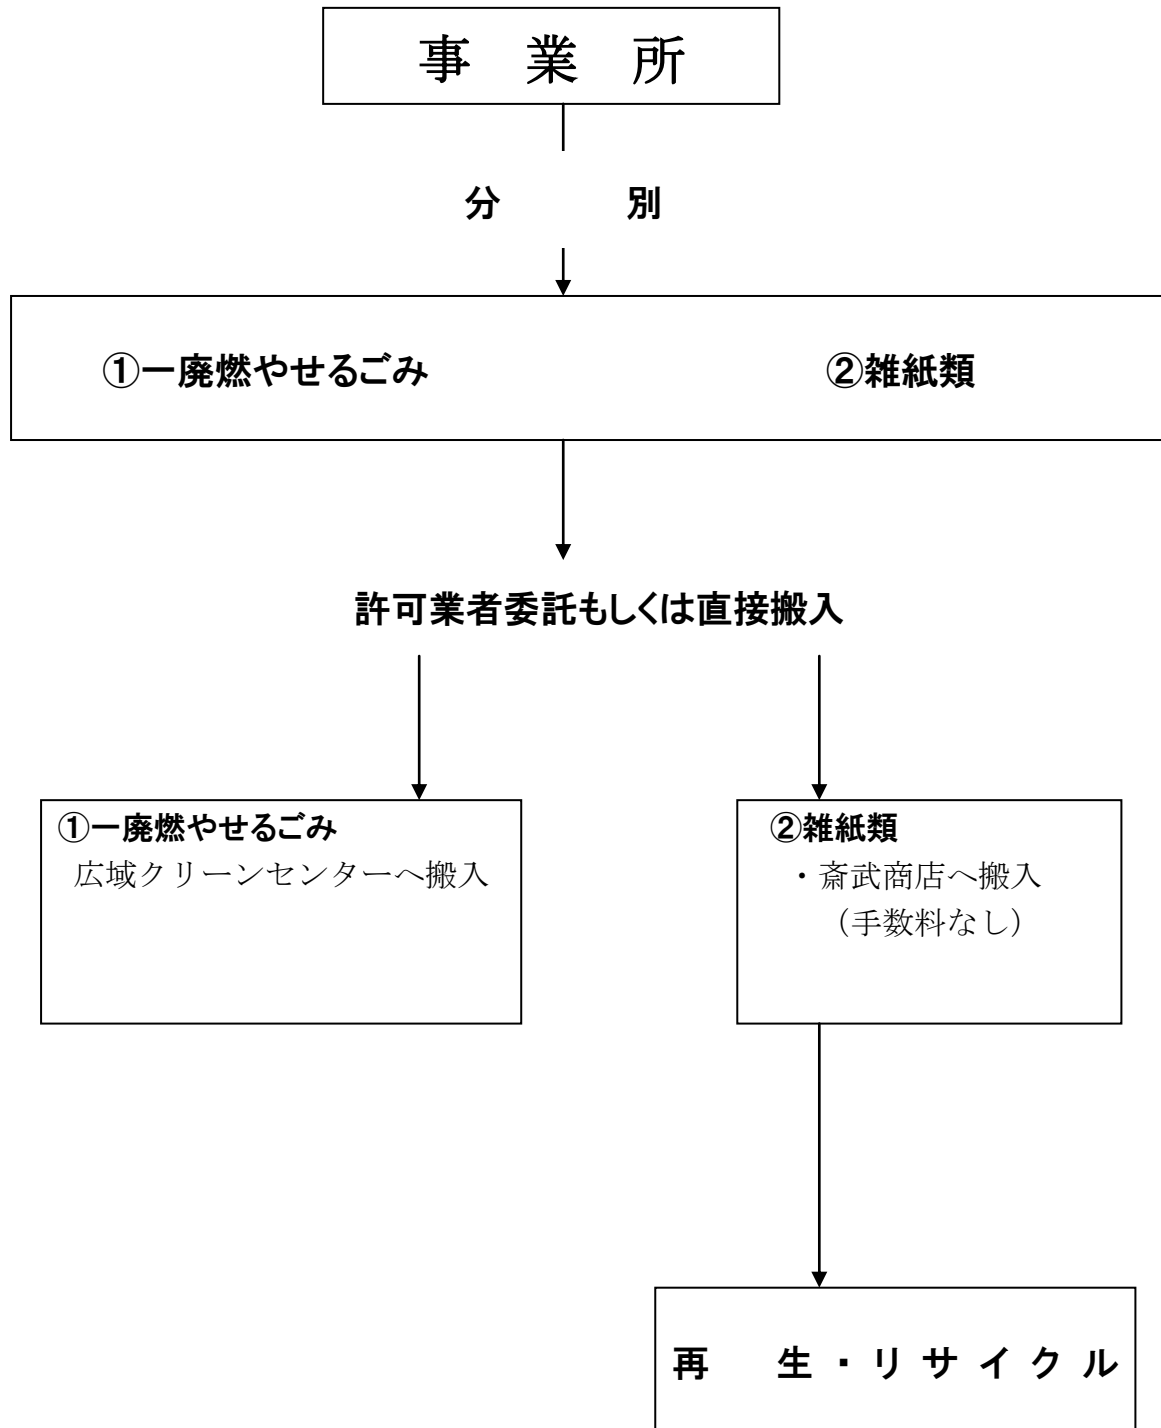 事　業　所
分　　　別
①一廃燃やせるごみ　　　②雑紙類
許可業者委託もしくは直接搬入
①一廃燃やせるごみ
広域クリーンセンターへ搬入
②雑紙類
・斎武商店へ搬入
（手数料なし）
再　生・リサイクル